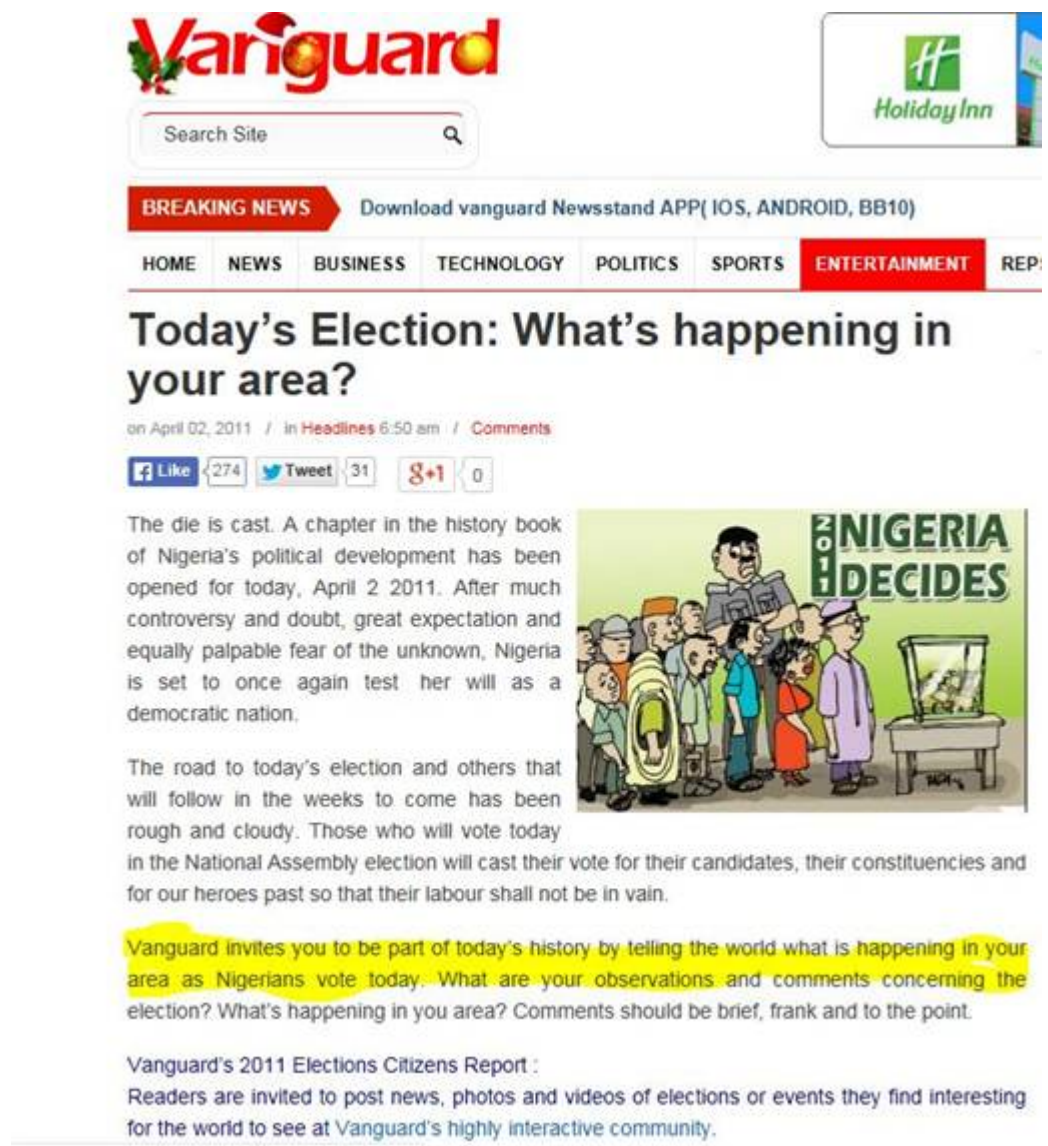 Vanguard
Holiday Inn
Search Site
BREAKING NEWS Download vanguard Newsstand APP( IOS, ANDROID, BB10)
HOME NEWS BUSINESS TECHNOLOGY POLITICS SPORTS ENTERTAINMENT
Today's Election: What's happening in
your area?
on April 02, 2011 / in Headlines 6:50 am / Comments
Like 274 Tweet 31 g+1 0
The die is cast. A chapter in the history book
of Nigeria's political development has been
opened for today, April 2 2011. After much
controversy and doubt, great expectation and
equally palpable fear of the unknown, Nigeria
is set to once again test her will as a
democratic nation.
NIGERIA
DECIDES
The road to today's election and others that
will follow in the weeks to come has been
rough and cloudy. Those who will vote today
in the National Assembly election will cast their vote for their candidates, their constituencies and
for our heroes past so that their labour shall not be in vain.
Vanguard invites you to be part of today's history by telling the world what is happening in your
area as Nigerians vote today. What are your observations and comments concerning the
election? What's happening in you area? Comments should be brief, frank and to the point.
Vanguard's 2011 Elections Citizens Report :
Readers are invited to post news, photos and videos of elections or events they find interesting
for the world to see at Vanguard's highly interactive community.